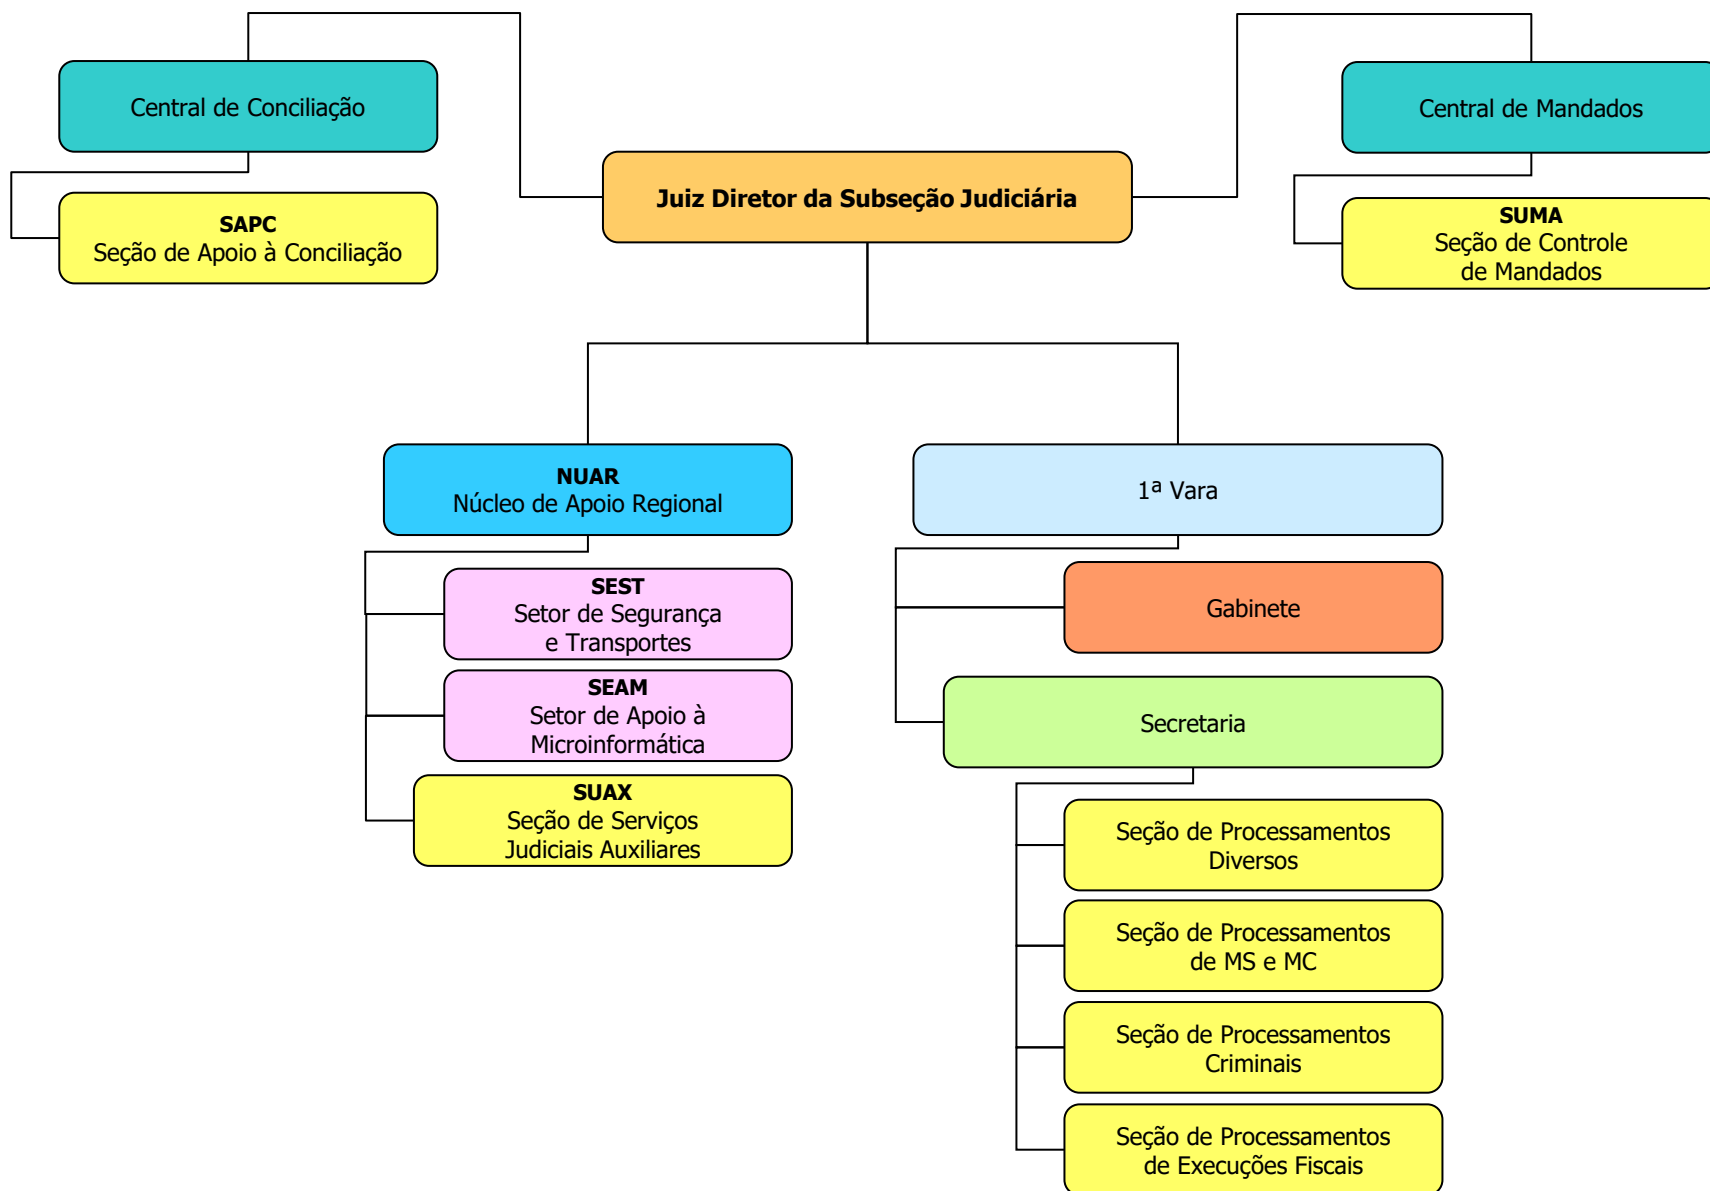 Central de Conciliação
Central de Mandados
Juiz Diretor da Subseção Judiciária
SAPC
Seção de Apoio à Conciliação
SUMA
Seção de Controle
de Mandados
NUAR
Núcleo de Apoio Regional
1ª Vara
SEST
Setor de Segurança
e Transportes
Gabinete
SEAM
Setor de Apoio à
Microinformática
Secretaria
SUAX
Seção de Serviços
Judiciais Auxiliares
Seção de Processamentos
Diversos
Seção de Processamentos
de MS e MC
Seção de Processamentos
Criminais
Seção de Processamentos
de Execuções Fiscais